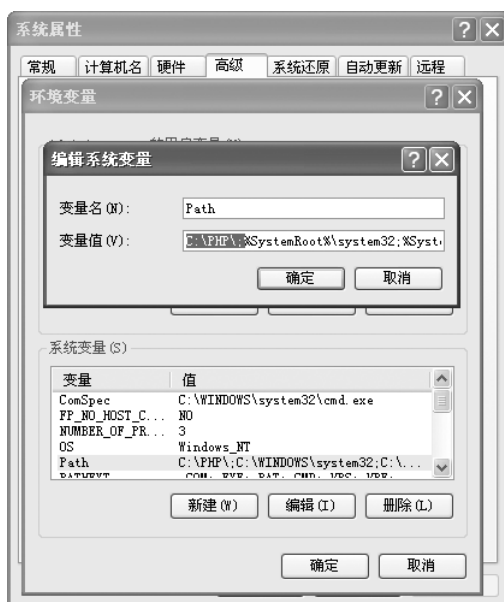 系统属性
常规 计算机名 硬件 高级 系统还原 自动更新 远程
环境变量
编辑系统变量
变量名(N): Path
变量值(V): C:\PHP\;%SystemRoot%\system32;%Syst
确定 取消
系统变量(S)
变量 值
ComSpec C:\WINDOWS\system32\cmd.exe
FP_NO_HOST_C... NO
NUMBER_OF_PR... 3
OS Windows_NT
Path C:\PHP\;C:\WINDOWS\system32;C:\...
新建(W) 编辑(I) 删除(L)
确定 取消